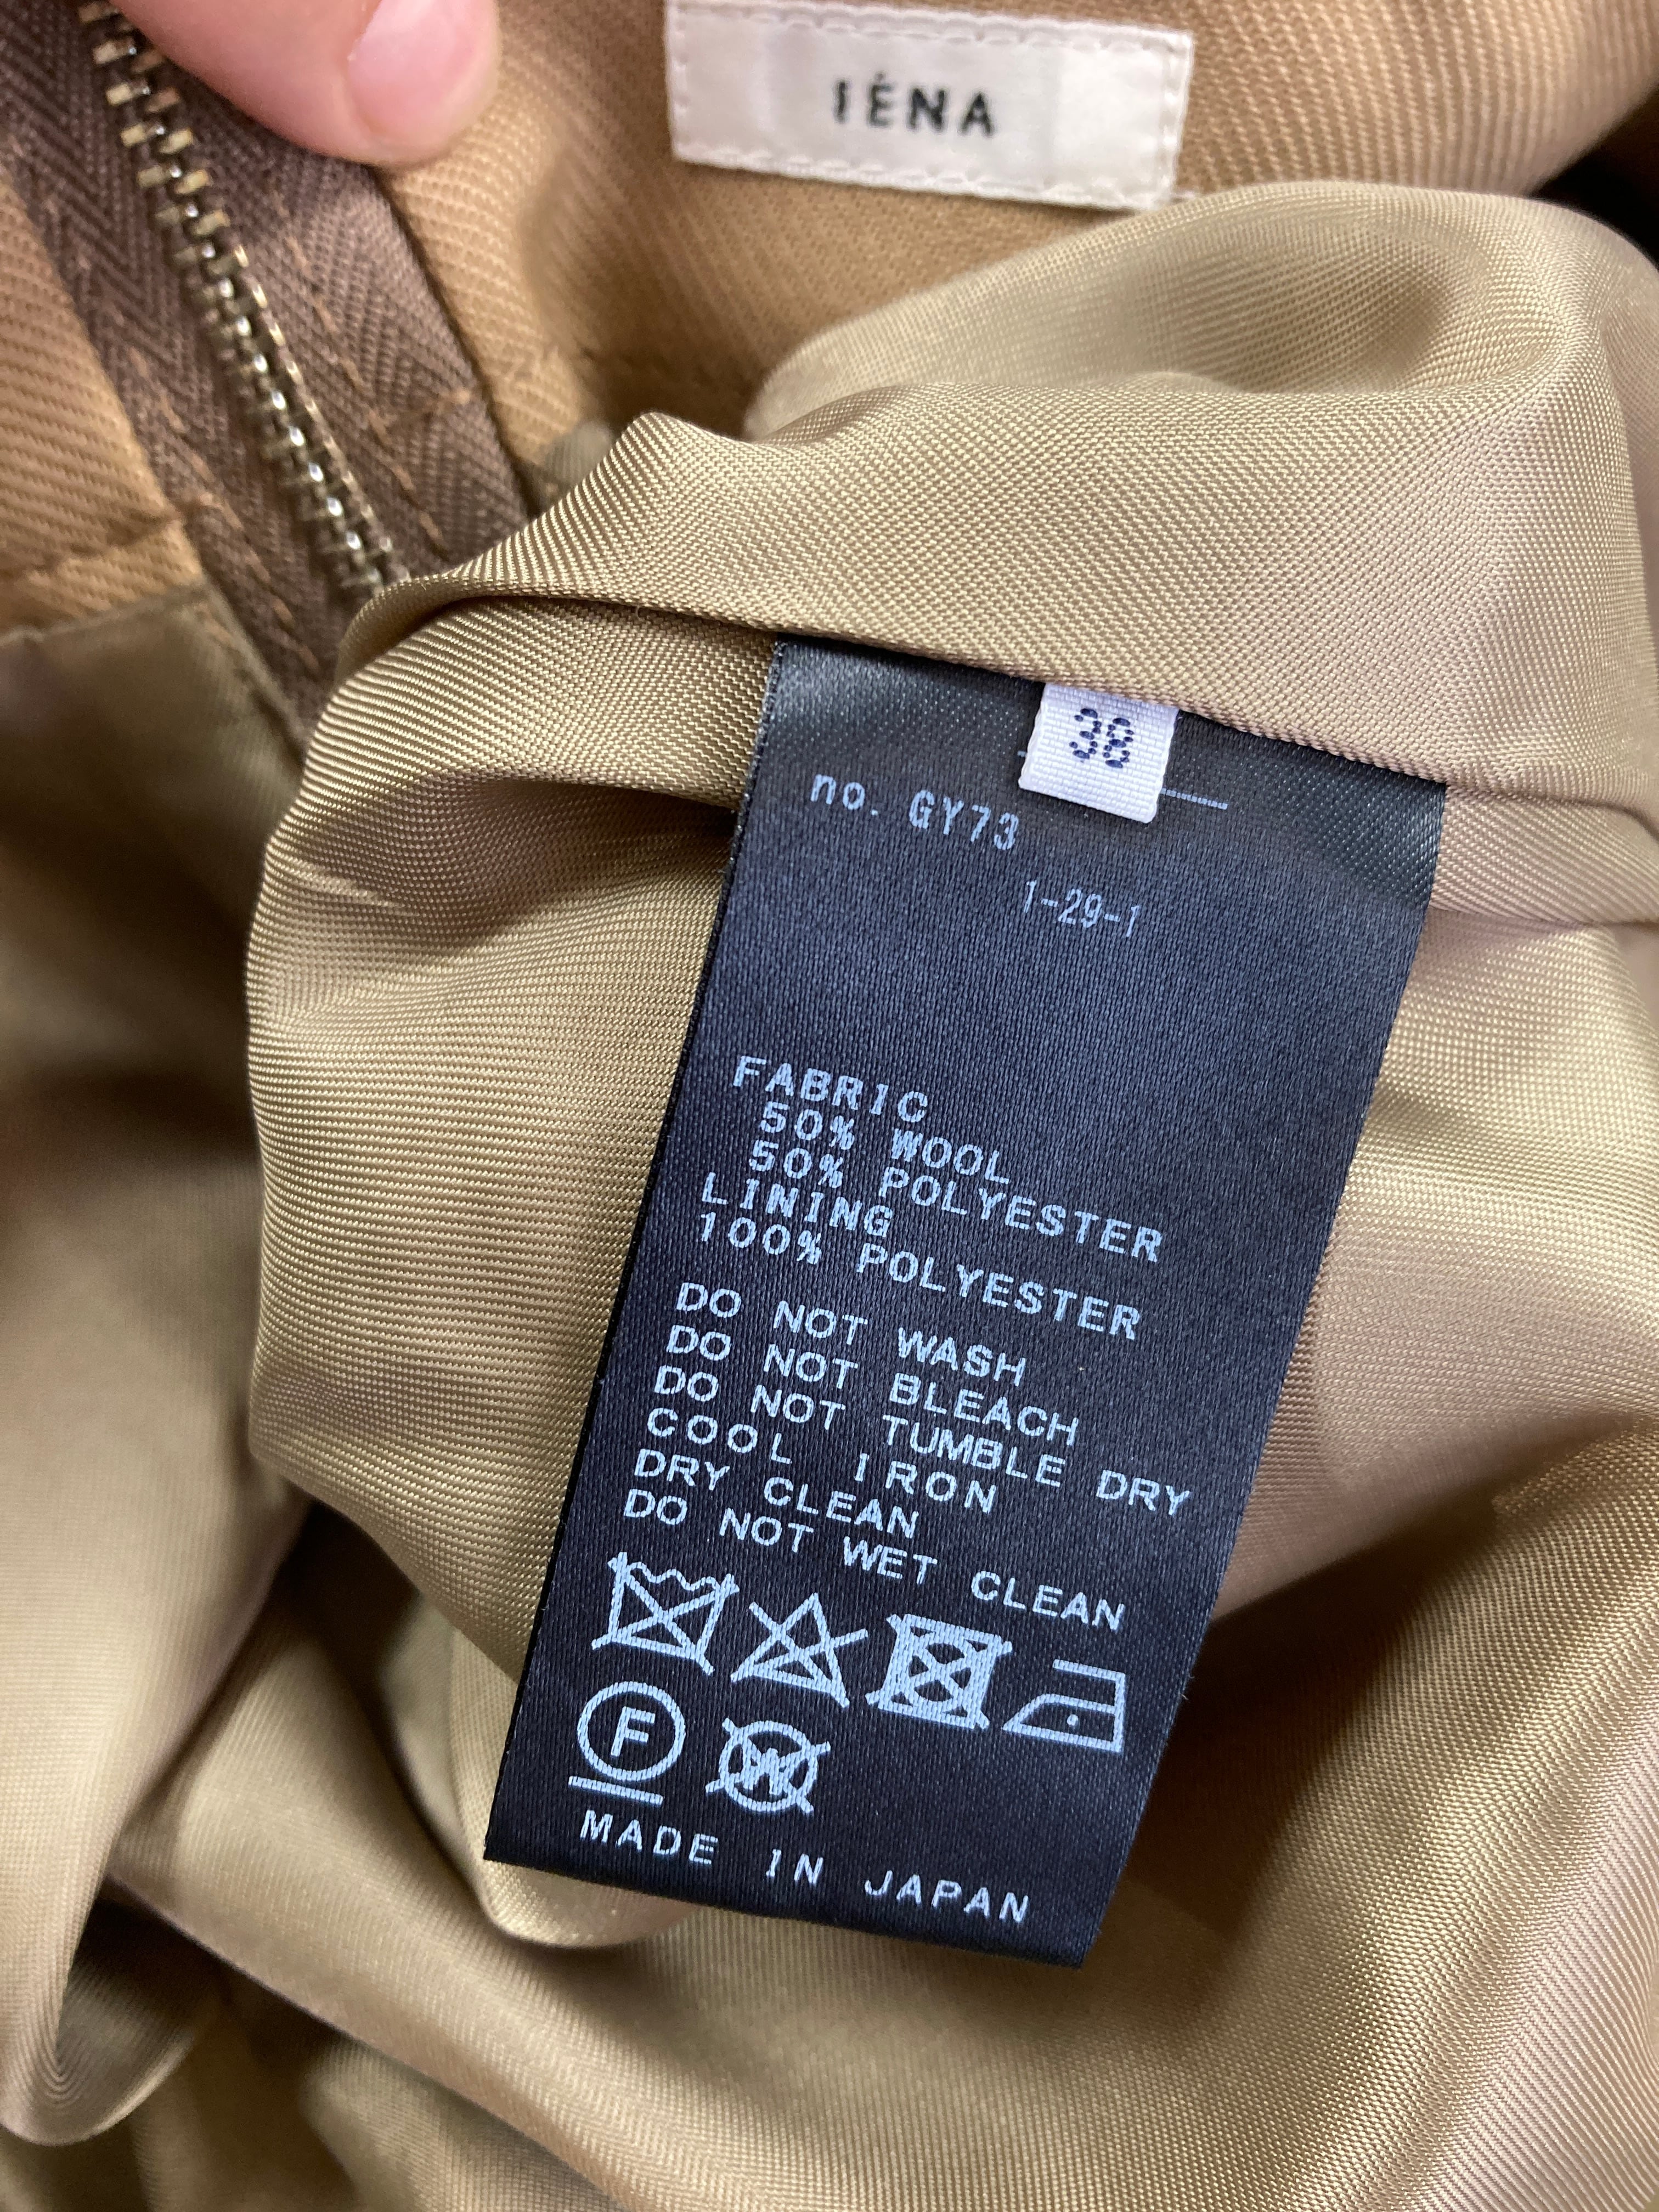 IÉNA
38
no. GY73
1-29-1
FABRIC
50% WOOL
50% POLYESTER
LINING
100% POLYESTER
DO NOT WASH
DO NOT BLEACH
DO NOT TUMBLE DRY
COOL IRON
DRY CLEAN
DO NOT WET CLEAN
F W
MADE IN JAPAN